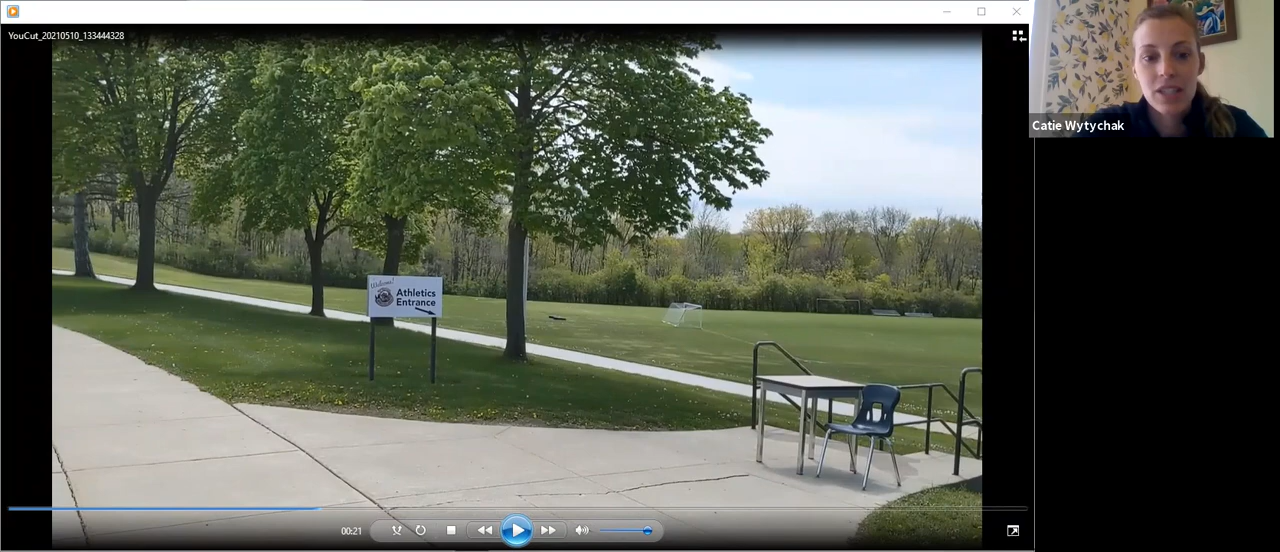 YouCut_20210510_133444328
Catie Wytychak
Welcome!
Athletics
Entrance
00:21